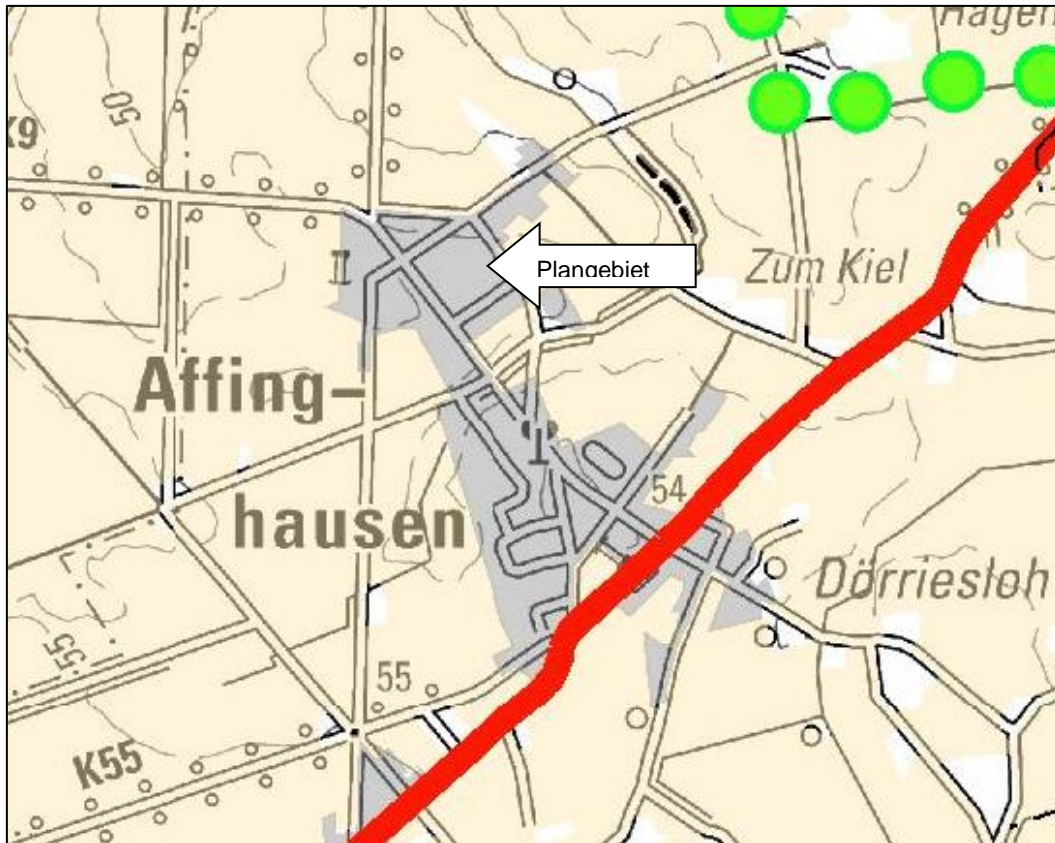 Hagen
50
K9
Plangebiet
Zum Kiel
Affing-
hausen
54
Dörriesloh
55
55
K55